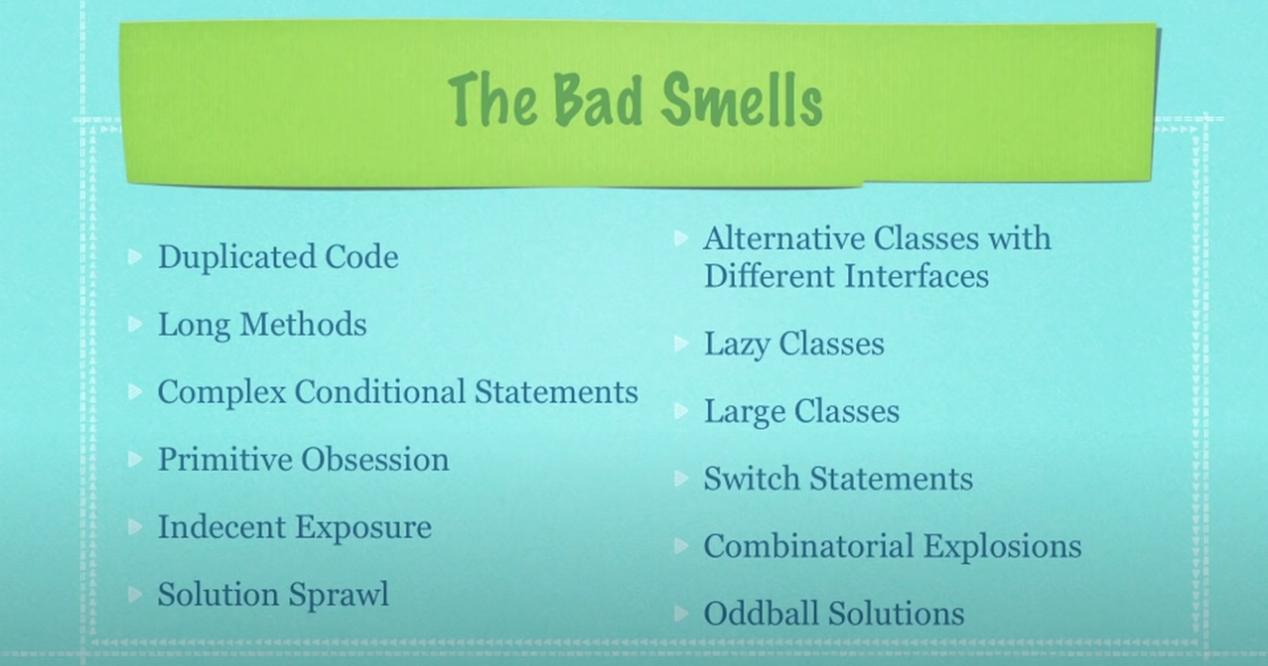 The Bad Smells
Duplicated Code
Long Methods
Complex Conditional Statements
Primitive Obsession
Indecent Exposure
Solution Sprawl
Alternative Classes with
Different Interfaces
Lazy Classes
Large Classes
Switch Statements
Combinatorial Explosions
Oddball Solutions